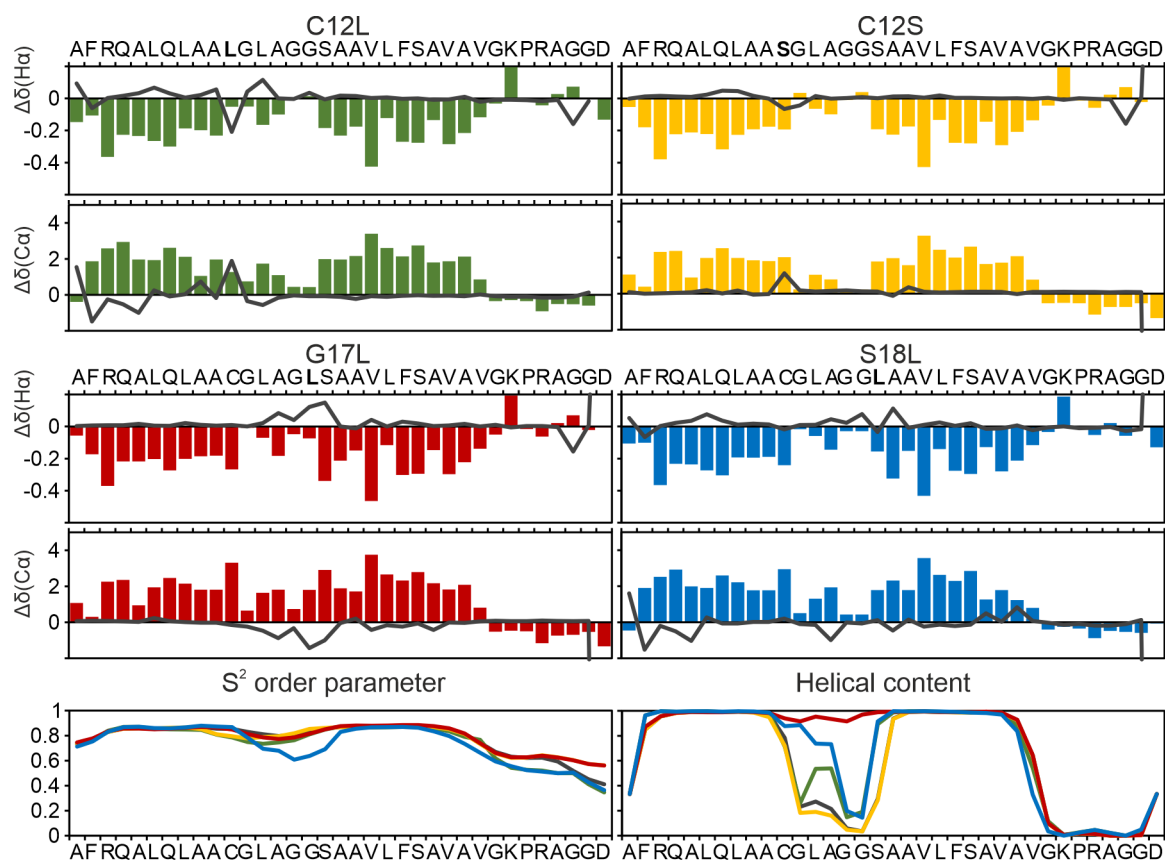 C12L
AFRQALQLAALGLAGGSAAVLFSAVAVGKPRAGGD
Δδ(Hα)
0
-0.2
-0.4
Δδ(Cα)
4
2
0
C12S
AFRQALQLAASGLAGGSAAVLFSAVAVGKPRAGGD
G17L
AFRQALQLAACGLAGLSAAVLFSAVAVGKPRAGGD
Δδ(Hα)
0
-0.2
-0.4
Δδ(Cα)
4
2
0
S18L
AFRQALQLAACGLAGGLAAVLFSAVAVGKPRAGGD
S² order parameter
1
0.8
0.6
0.4
0.2
0
AFRQALQLAACGLAGGSAAVLFSAVAVGKPRAGGD
Helical content
AFRQALQLAACGLAGGSAAVLFSAVAVGKPRAGGD